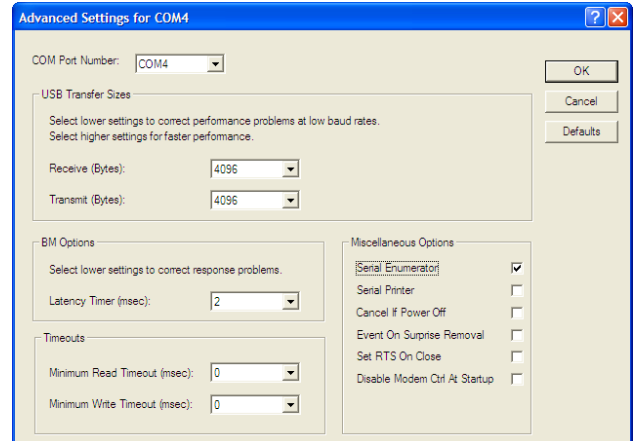 Advanced Settings for COM4
COM Port Number: COM4
OK
Cancel
Defaults
USB Transfer Sizes
Select lower settings to correct performance problems at low baud rates.
Select higher settings for faster performance.
Receive (Bytes): 4096
Transmit (Bytes): 4096
BM Options
Select lower settings to correct response problems.
Latency Timer (msec): 2
Timeouts
Minimum Read Timeout (msec): 0
Minimum Write Timeout (msec): 0
Miscellaneous Options
Serial Enumerator
Serial Printer
Cancel If Power Off
Event On Surprise Removal
Set RTS On Close
Disable Modem Ctrl At Startup